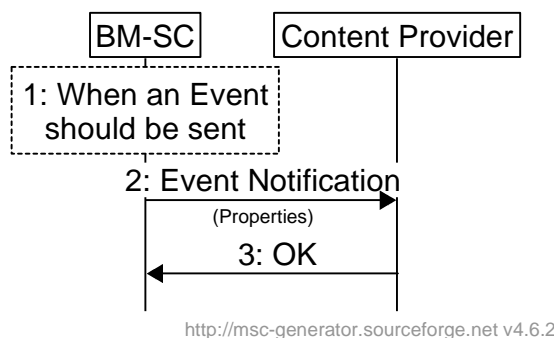 BM-SC
Content Provider
1: When an Event
should be sent
2: Event Notification
(Properties)
3: OK
http://msc-generator.sourceforge.net v4.6.2